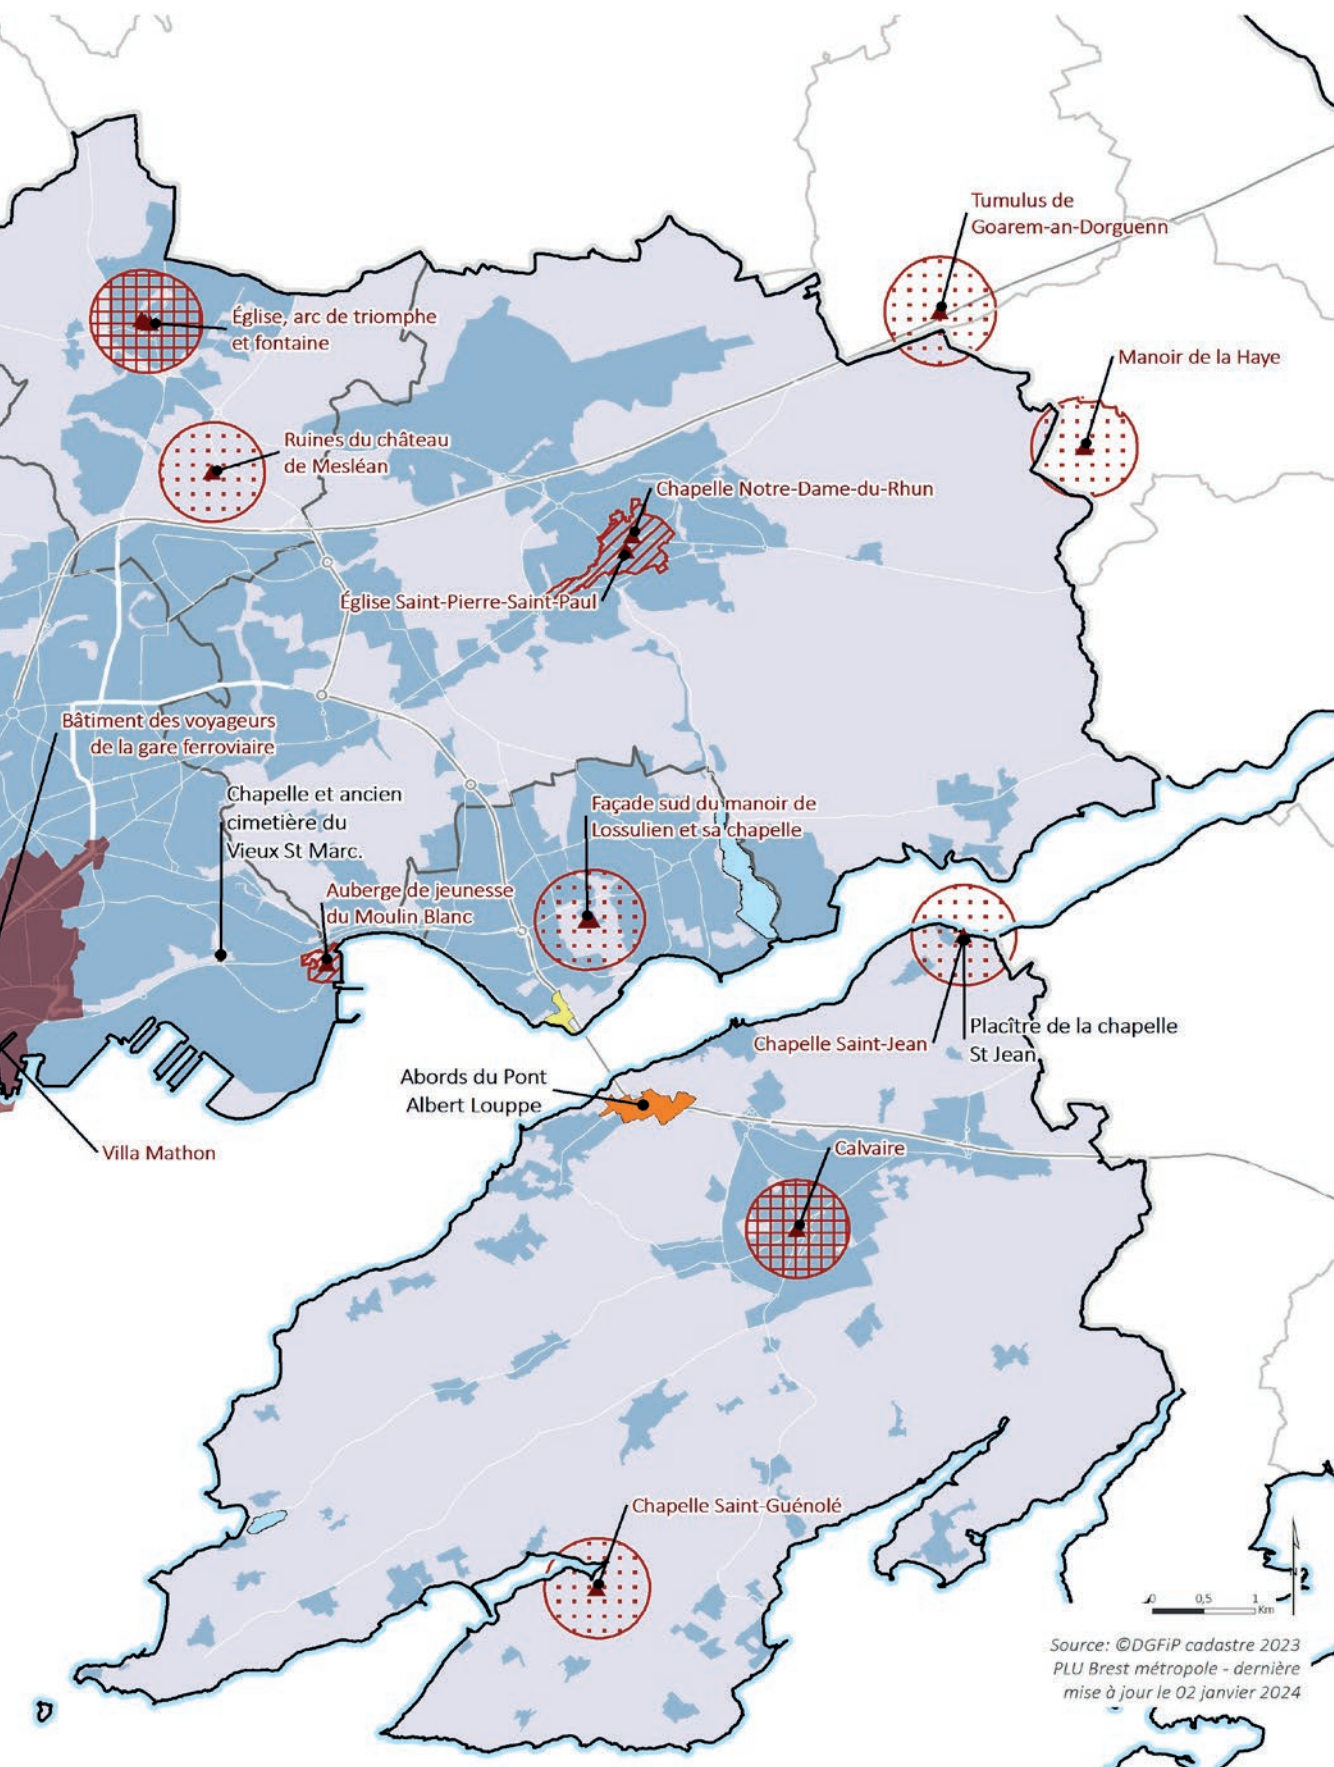 Tumulus de
Goarem-an-Dorguenn
Église, arc de triomphe
et fontaine
Manoir de la Haye
Ruines du château
de Mesléan
Chapelle Notre-Dame-du-Rhun
Église Saint-Pierre-Saint-Paul
Bâtiment des voyageurs
de la gare ferroviaire
Chapelle et ancien
cimetière du
Vieux St Marc.
Façade sud du manoir de
Lossulien et sa chapelle
Auberge de jeunesse
du Moulin Blanc
Placître de la chapelle
St Jean
Chapelle Saint-Jean
Abords du Pont
Albert Louppe
Villa Mathon
Calvaire
Chapelle Saint-Guénolé
N
0 0,5 1
Km
Source: ©DGFiP cadastre 2023
PLU Brest métropole - dernière
mise à jour le 02 janvier 2024